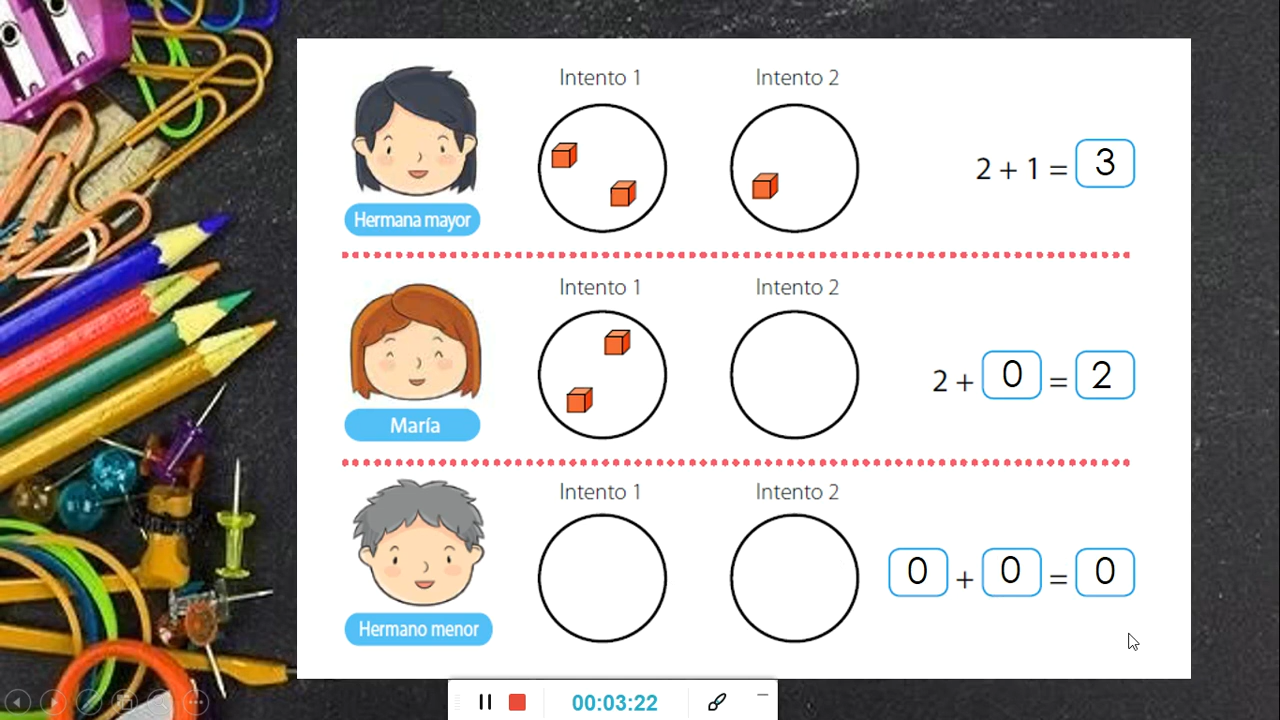 Intento 1 Intento 2
2 + 1 = 3
Hermana mayor
Intento 1 Intento 2
2 + 0 = 2
María
Intento 1 Intento 2
0 + 0 = 0
Hermano menor
00:03:22